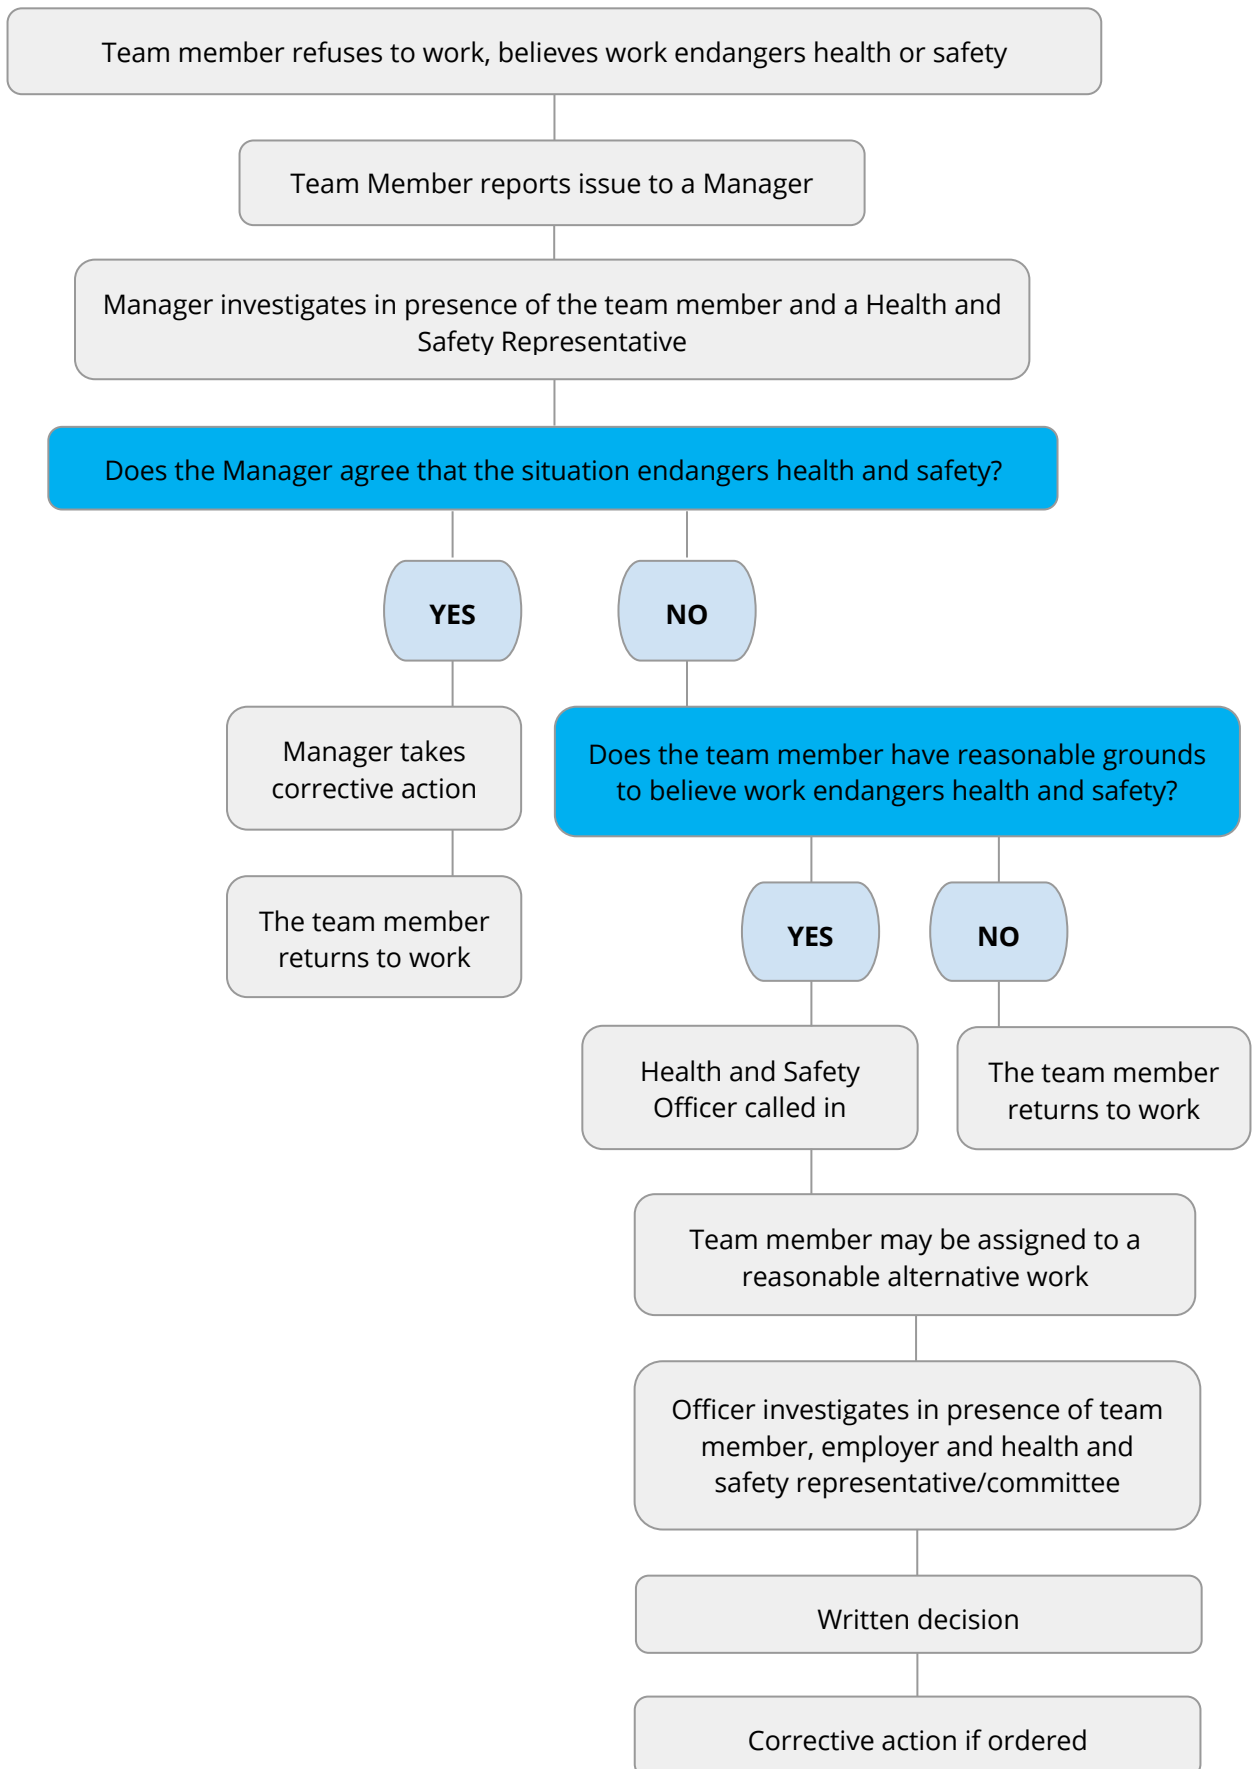 Team member refuses to work, believes work endangers health or safety
Team Member reports issue to a Manager
Manager investigates in presence of the team member and a Health and
Safety Representative
Does the Manager agree that the situation endangers health and safety?
YES
NO
Manager takes
corrective action
Does the team member have reasonable grounds
to believe work endangers health and safety?
The team member
returns to work
YES
NO
Health and Safety
Officer called in
The team member
returns to work
Team member may be assigned to a
reasonable alternative work
Officer investigates in presence of team
member, employer and health and
safety representative/committee
Written decision
Corrective action if ordered